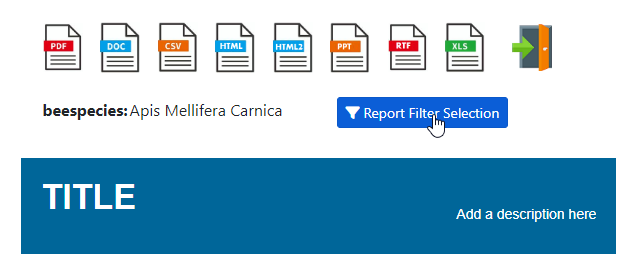 PDF DOC CSV HTML HTML2 PPT RTF XLS
beespecies: Apis Mellifera Carnica Report Filter Selection
TITLE
Add a description here